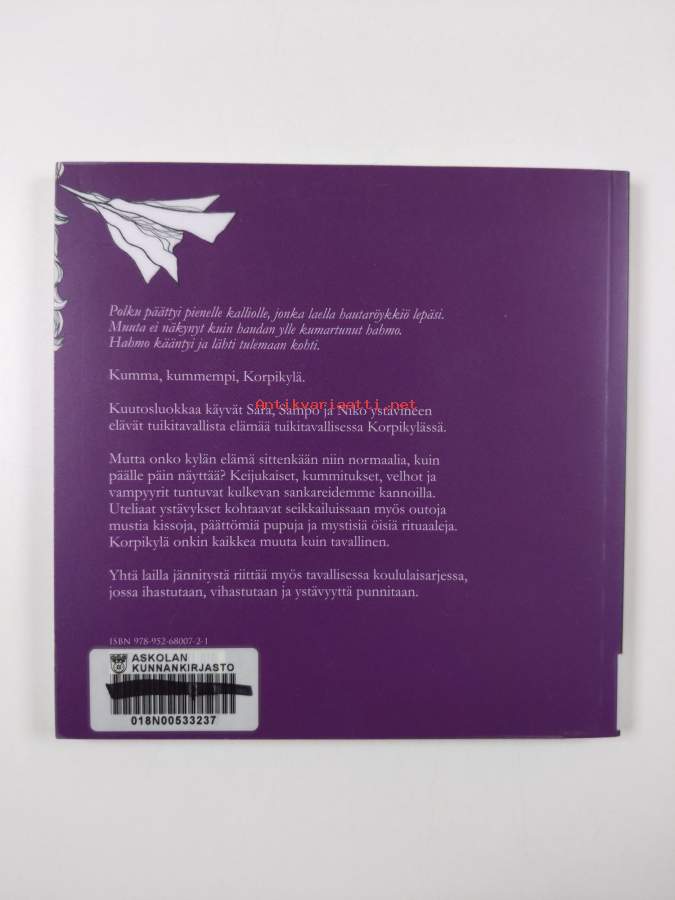 Polku päättyi pienelle kalliolle, jonka laella hautaröykkiö lepäsi.
Muuta ei näkynyt kuin haudan ylle kumartunut hahmo.
Hahmo kääntyi ja lähti tulemaan kohti.
Kumma, kummempi, Korpikylä.
Antikvariaatti.net
Kuutosluokkaa käyvät Sara, Sampo ja Niko ystävineen
elävät tuikitavallista elämää tuikitavallisessa Korpikylässä.
Mutta onko kylän elämä sittenkään niin normaalia, kuin
päälle päin näyttää? Keijukaiset, kummitukset, velhot ja
vampyyrit tuntuvat kulkevan sankareidemme kannoilla.
Uteliaat ystävykset kohtaavat seikkailuissaan myös outoja
mustia kissoja, päättömiä pupuja ja mystisiä öisiä rituaaleja.
Korpikylä onkin kaikkea muuta kuin tavallinen.
Yhtä lailla jännitystä riittää myös tavallisessa koululaisarjessa,
jossa ihastutaan, vihastutaan ja ystävyyttä punnitaan.
ISBN 978-952-68007-2-1
ASKOLAN
KUNNANKIRJASTO
018N00533237